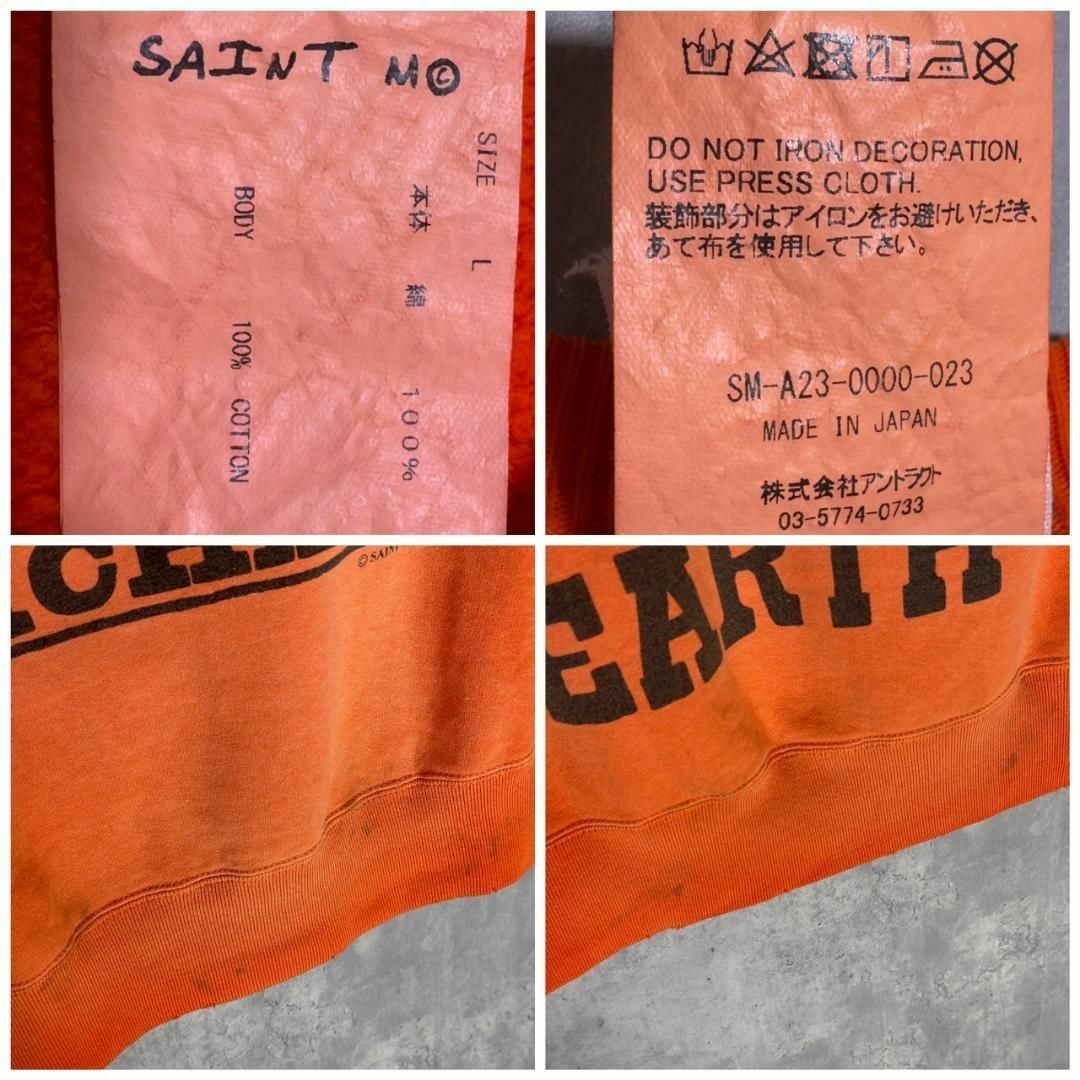 SAINT M©
SIZE L
本体 綿 100%
BODY 100% COTTON
DO NOT IRON DECORATION,
USE PRESS CLOTH.
装飾部分はアイロンをお避けいただき、
あて布を使用して下さい。
SM-A23-0000-023
MADE IN JAPAN
株式会社アントラクト
03-5774-0733
© SAINT
EARTH